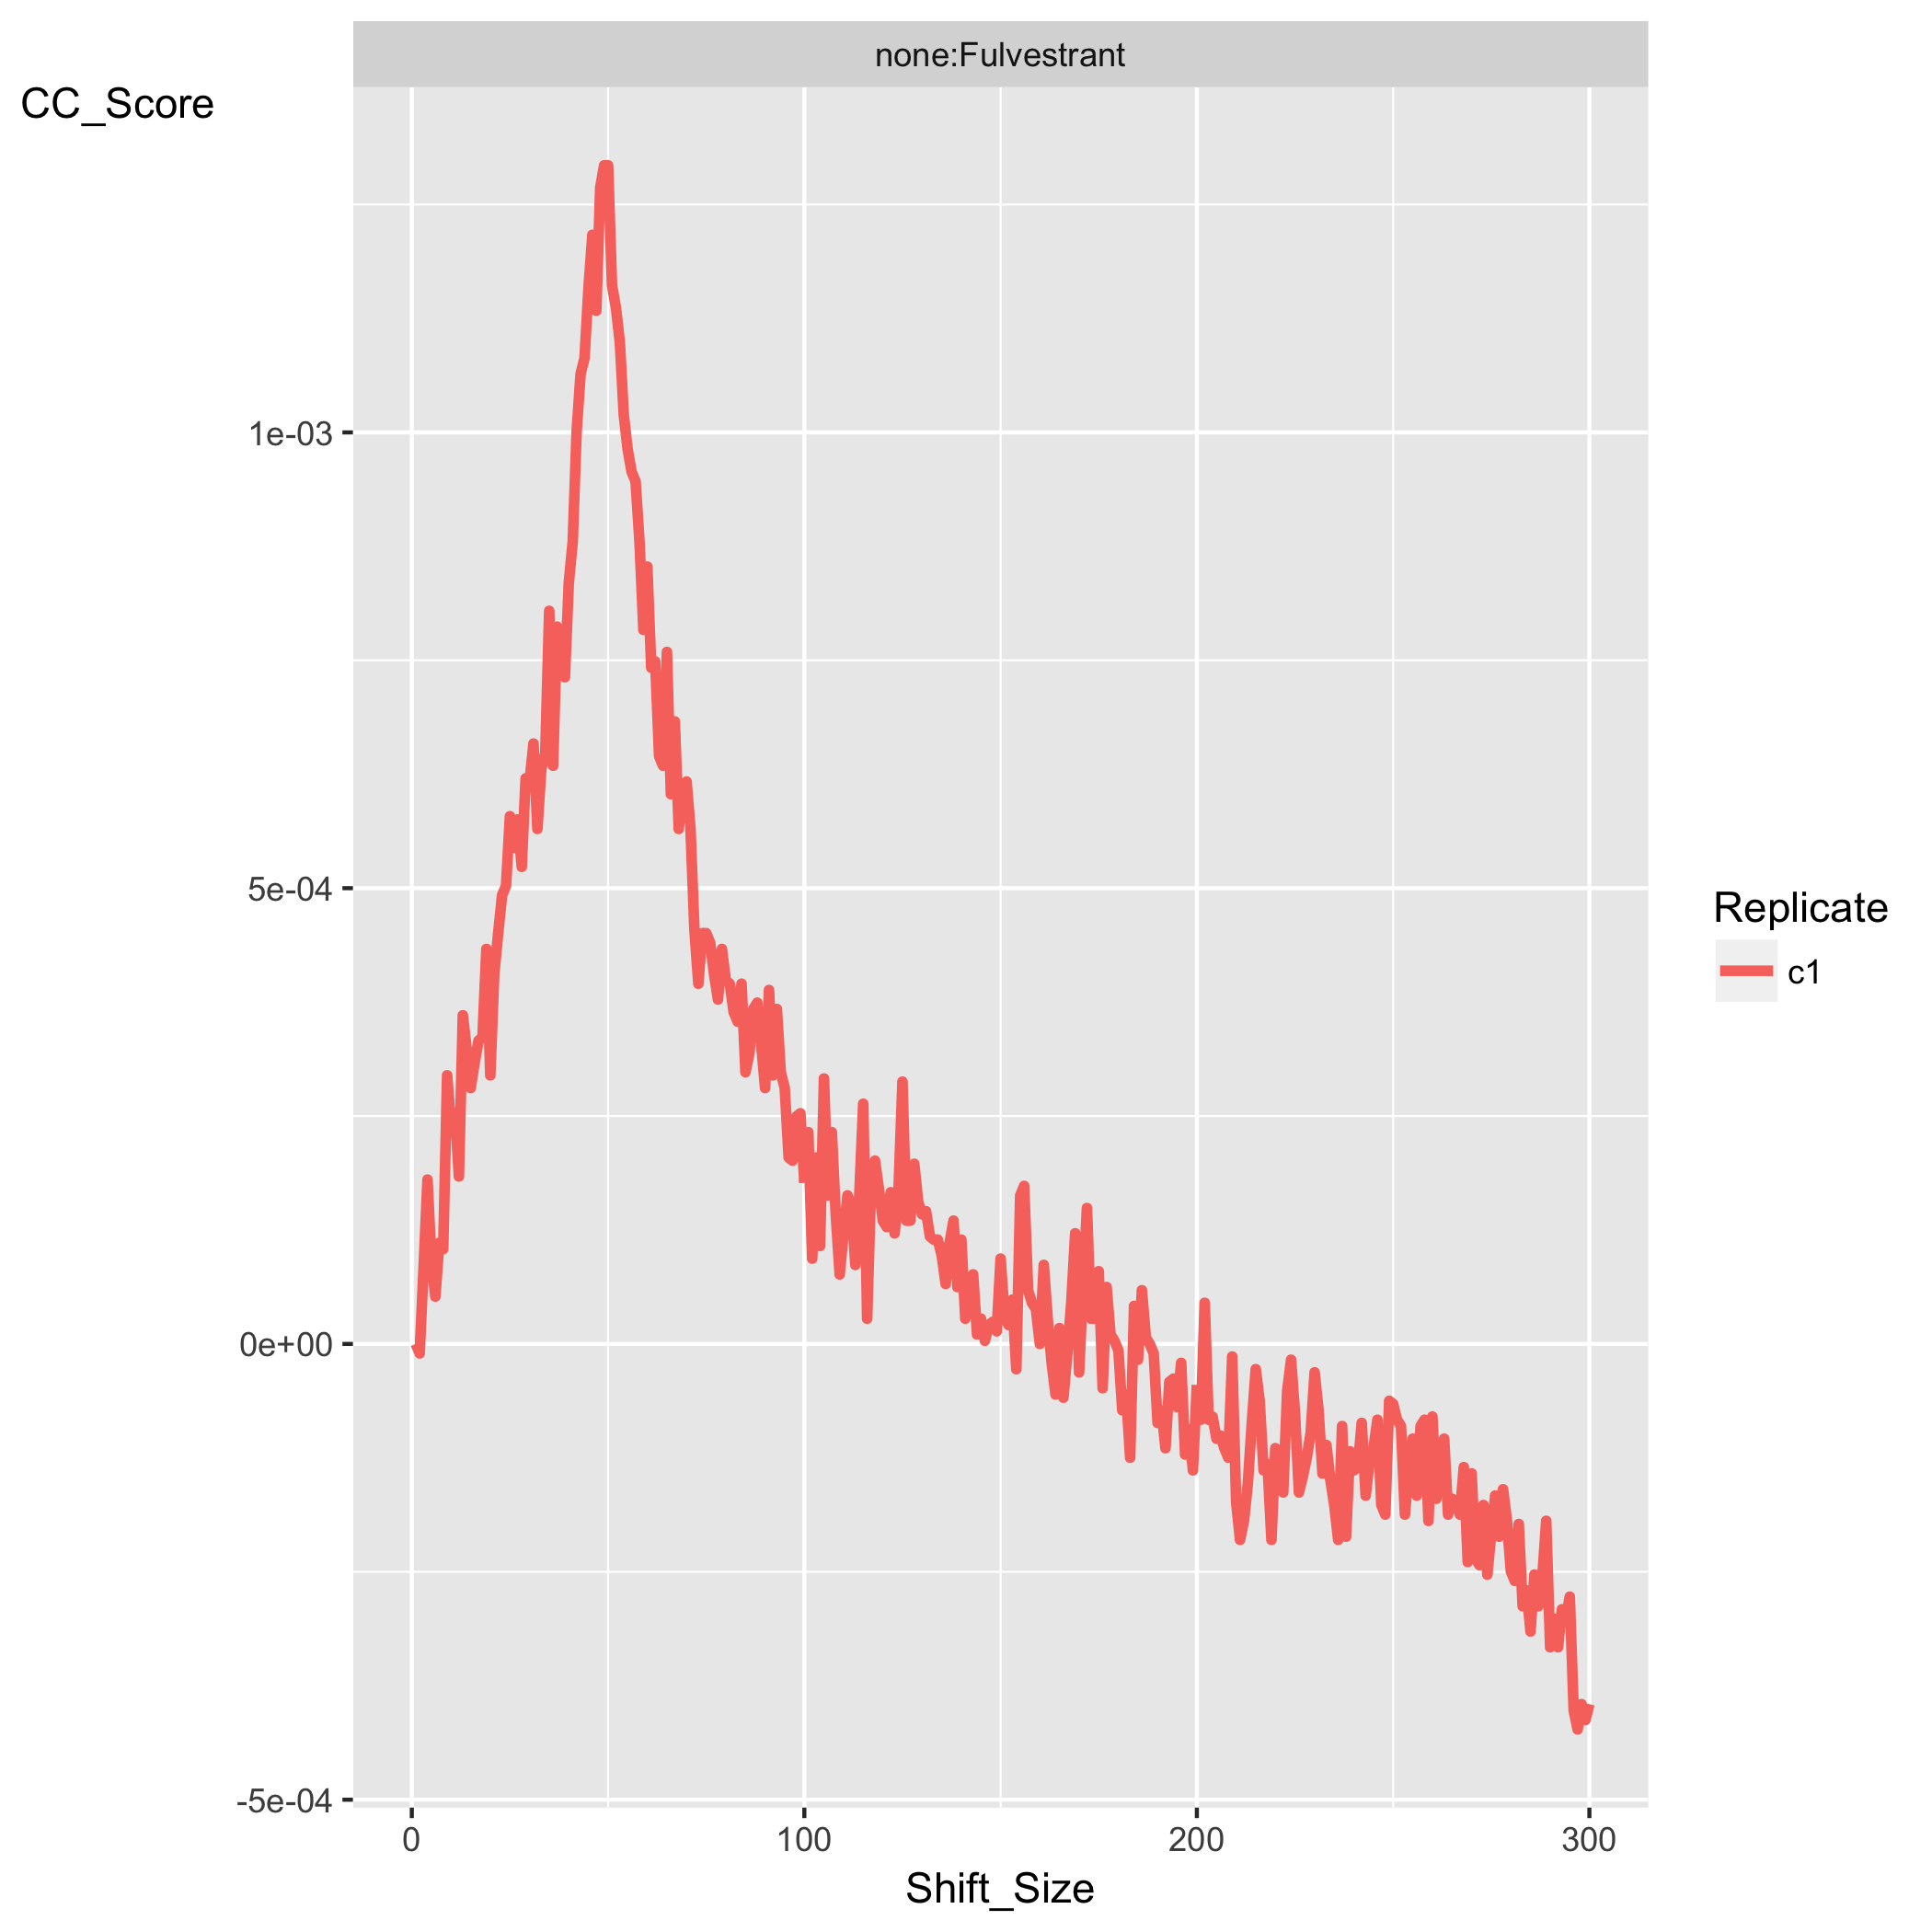 none:Fulvestrant
CC_Score
1e-03
5e-04
0e+00
-5e-04
0 100 200 300
Shift_Size
Replicate
c1